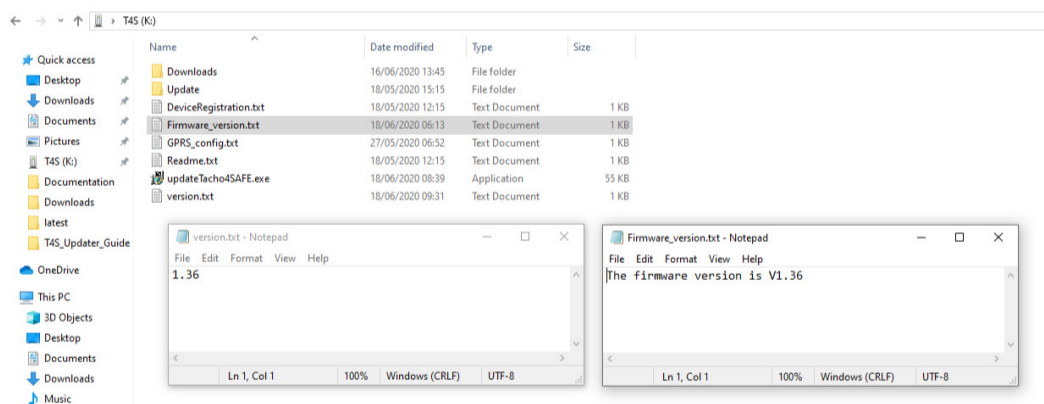 T4S (K:)
Name Date modified Type Size
Quick access
Desktop
Downloads
Documents
Pictures
T4S (K:)
Documentation
Downloads
latest
T4S_Updater_Guide
OneDrive
This PC
3D Objects
Desktop
Documents
Downloads
Music
Downloads 16/06/2020 13:45 File folder
Update 18/05/2020 15:15 File folder
DeviceRegistration.txt 18/05/2020 12:15 Text Document 1 KB
Firmware_version.txt 18/06/2020 06:13 Text Document 1 KB
GPRS_config.txt 27/05/2020 06:52 Text Document 1 KB
Readme.txt 18/05/2020 12:15 Text Document 1 KB
updateTacho4SAFE.exe 18/06/2020 08:39 Application 55 KB
version.txt 18/06/2020 09:31 Text Document 1 KB
version.txt - Notepad
File Edit Format View Help
1.36
Ln 1, Col 1 100% Windows (CRLF) UTF-8
Firmware_version.txt - Notepad
File Edit Format View Help
The firmware version is V1.36
Ln 1, Col 1 100% Windows (CRLF) UTF-8